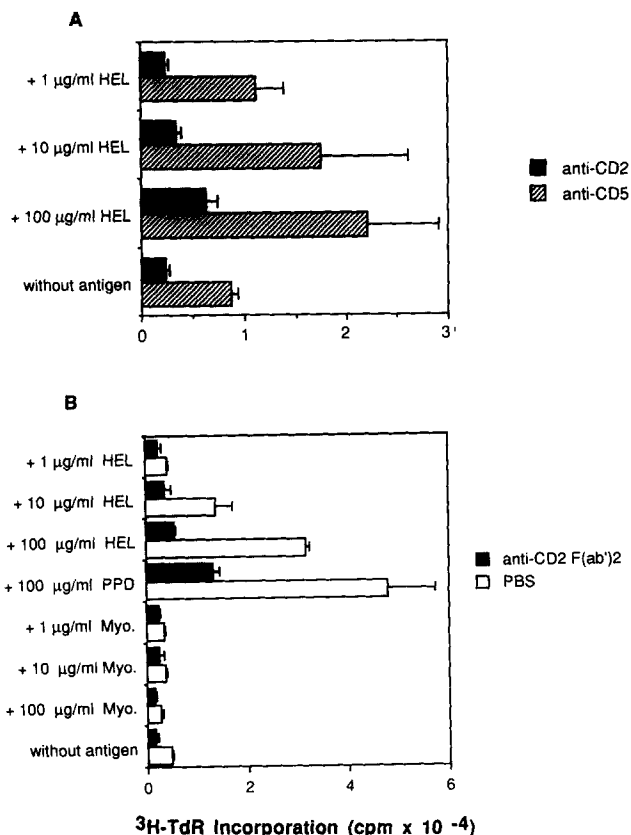 A
+ 1 µg/ml HEL
+ 10 µg/ml HEL
+ 100 µg/ml HEL
without antigen
0 1 2 3'
anti-CD2
anti-CD5
B
+ 1 µg/ml HEL
+ 10 µg/ml HEL
+ 100 µg/ml HEL
+ 100 µg/ml PPD
+ 1 µg/ml Myo.
+ 10 µg/ml Myo.
+ 100 µg/ml Myo.
without antigen
0 2 4 6
anti-CD2 F(ab')2
PBS
³H-TdR Incorporation (cpm x 10 ⁻⁴)